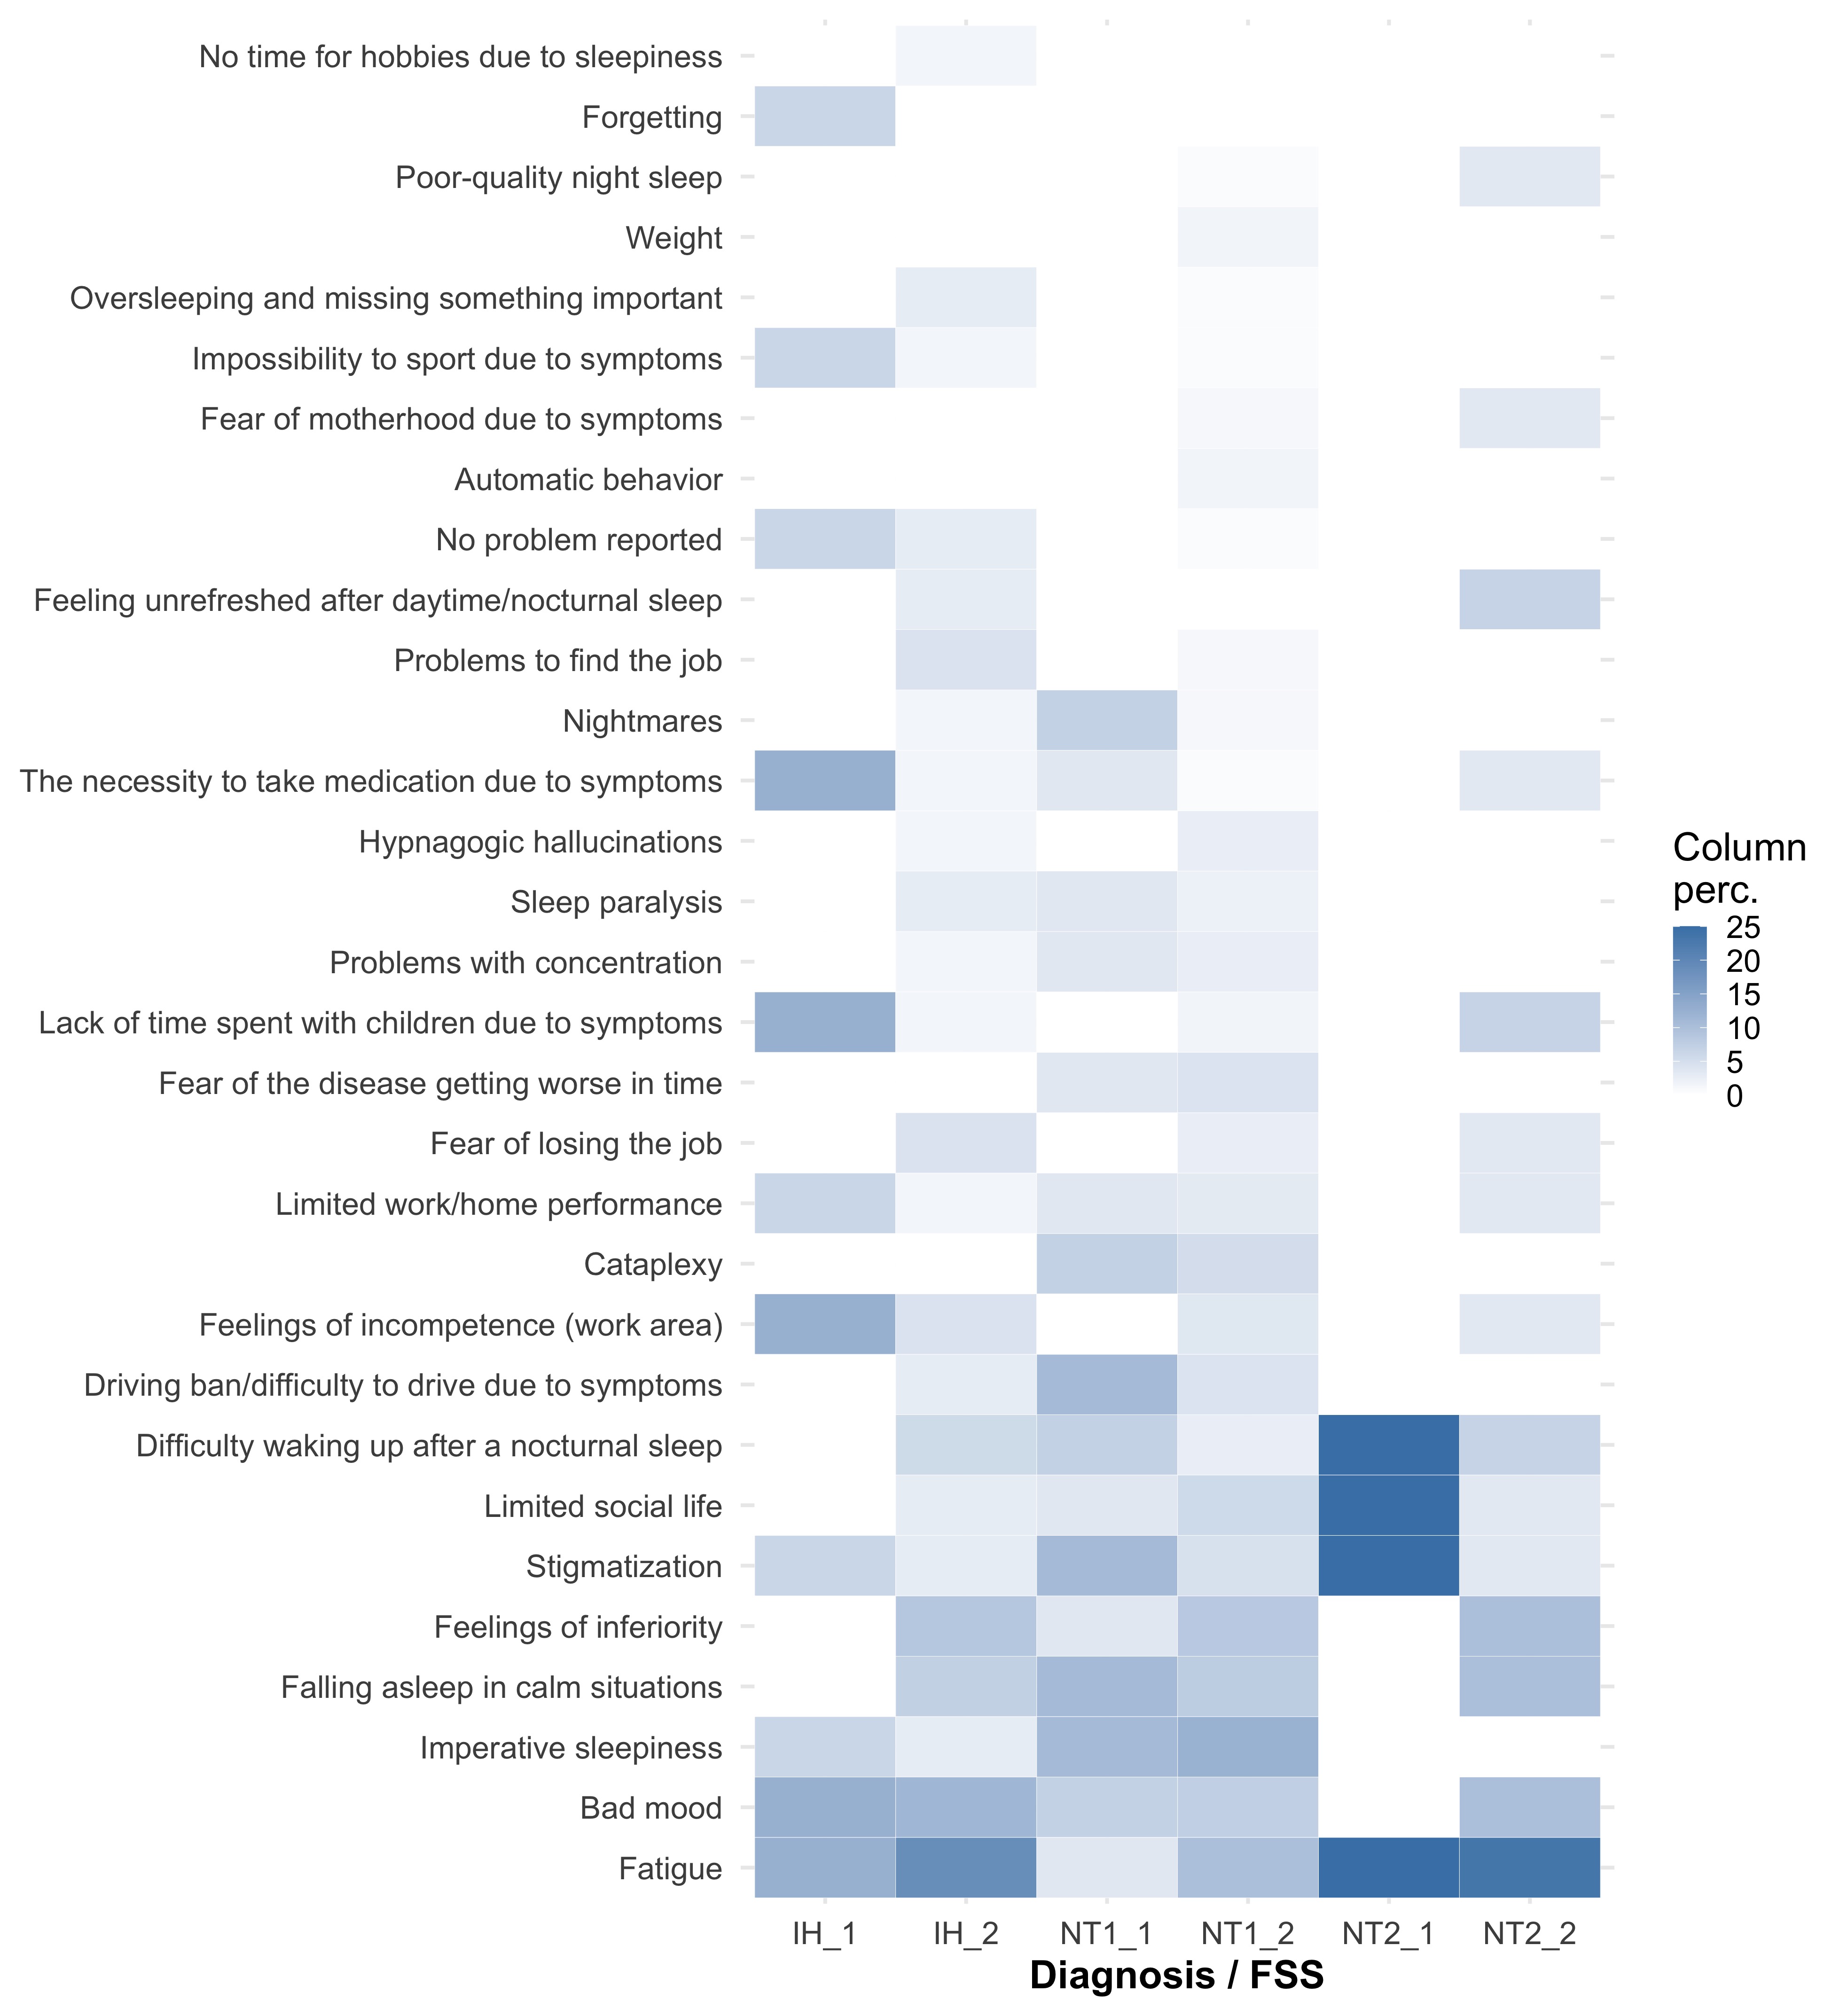 No time for hobbies due to sleepiness
Forgetting
Poor-quality night sleep
Weight
Oversleeping and missing something important
Impossibility to sport due to symptoms
Fear of motherhood due to symptoms
Automatic behavior
No problem reported
Feeling unrefreshed after daytime/nocturnal sleep
Problems to find the job
Nightmares
The necessity to take medication due to symptoms
Hypnagogic hallucinations
Sleep paralysis
Problems with concentration
Lack of time spent with children due to symptoms
Fear of the disease getting worse in time
Fear of losing the job
Limited work/home performance
Cataplexy
Feelings of incompetence (work area)
Driving ban/difficulty to drive due to symptoms
Difficulty waking up after a nocturnal sleep
Limited social life
Stigmatization
Feelings of inferiority
Falling asleep in calm situations
Imperative sleepiness
Bad mood
Fatigue
IH_1 IH_2 NT1_1 NT1_2 NT2_1 NT2_2
Diagnosis / FSS
Column
perc.
25
20
15
10
5
0